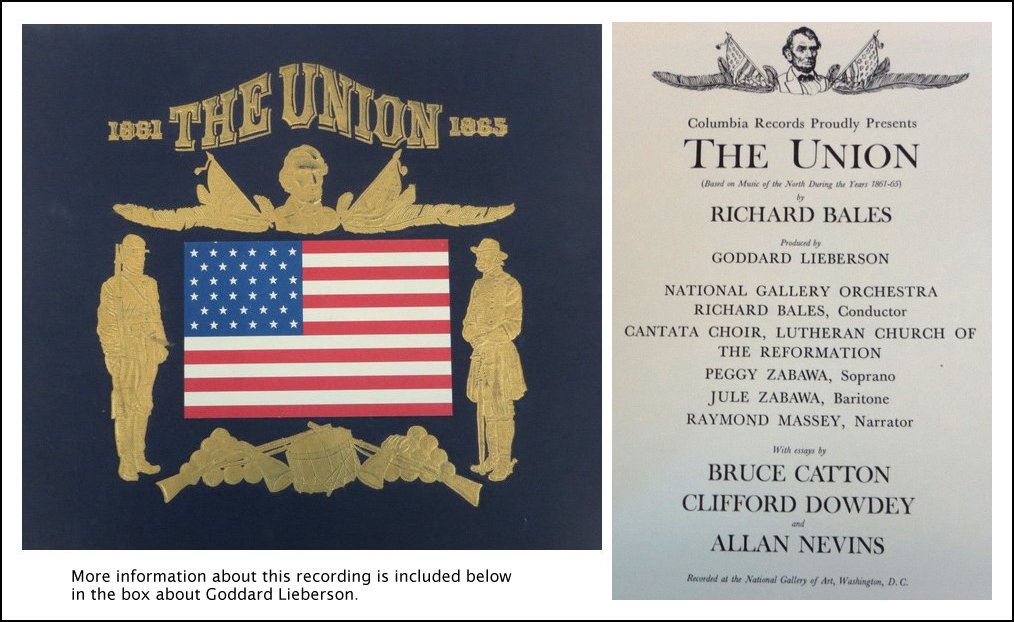 1861 THE UNION 1865
More information about this recording is included below
in the box about Goddard Lieberson.
Columbia Records Proudly Presents
THE UNION
(Based on Music of the North During the Years 1861-65)
by
RICHARD BALES
Produced by
GODDARD LIEBERSON
NATIONAL GALLERY ORCHESTRA
RICHARD BALES, Conductor
CANTATA CHOIR, LUTHERAN CHURCH OF
THE REFORMATION
PEGGY ZABAWA, Soprano
JULE ZABAWA, Baritone
RAYMOND MASSEY, Narrator
With essays by
BRUCE CATTON
CLIFFORD DOWDEY
and
ALLAN NEVINS
Recorded at the National Gallery of Art, Washington, D. C.